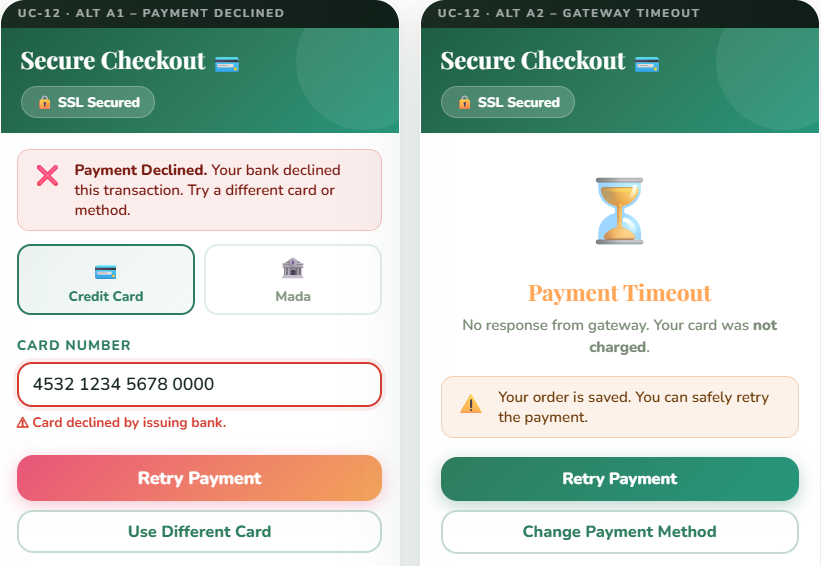 UC-12 · ALT A1 – PAYMENT DECLINED
Secure Checkout
SSL Secured
Payment Declined. Your bank declined
this transaction. Try a different card or
method.
Credit Card
Mada
CARD NUMBER
4532 1234 5678 0000
Card declined by issuing bank.
Retry Payment
Use Different Card
UC-12 · ALT A2 – GATEWAY TIMEOUT
Secure Checkout
SSL Secured
Payment Timeout
No response from gateway. Your card was not
charged.
Your order is saved. You can safely retry
the payment.
Retry Payment
Change Payment Method